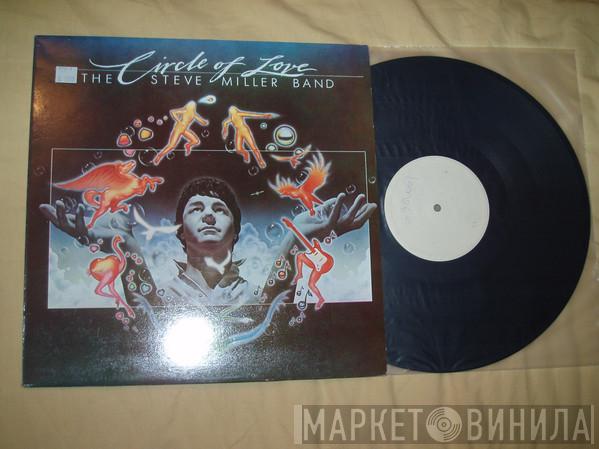 Circle of Love
THE STEVE MILLER BAND
МАРКЕТ ВИНИЛА